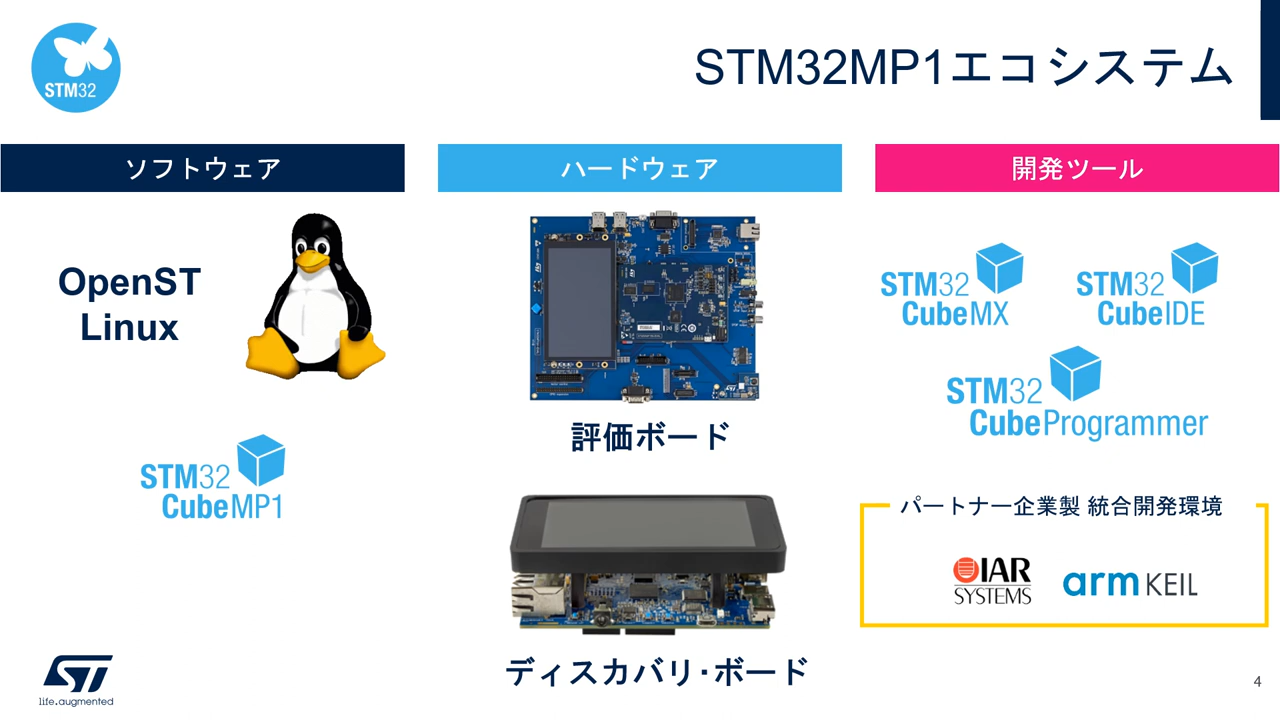 STM32
STM32MP1エコシステム
ソフトウェア
OpenST
Linux
STM32
CubeMP1
ハードウェア
評価ボード
ディスカバリ・ボード
開発ツール
STM32
CubeMX
STM32
CubeIDE
STM32
CubeProgrammer
パートナー企業製 統合開発環境
IAR
SYSTEMS
arm KEIL
ST
life.augmented
4